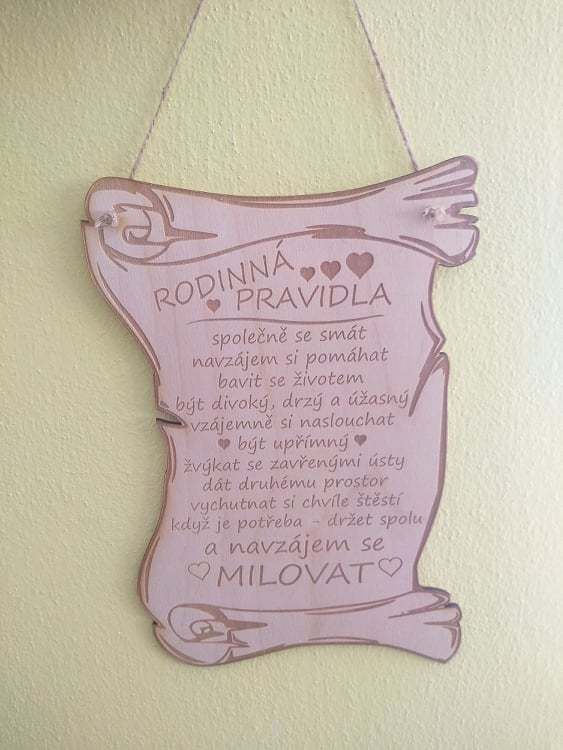 RODINNÁ
PRAVIDLA
společně se smát
navzájem si pomáhat
bavit se životem
být divoký, drzý a úžasný
vzájemně si naslouchat
být upřímný
žvýkat se zavřenými ústy
dát druhému prostor
vychutnat si chvíle štěstí
když je potřeba - držet spolu
a navzájem se
MILOVAT